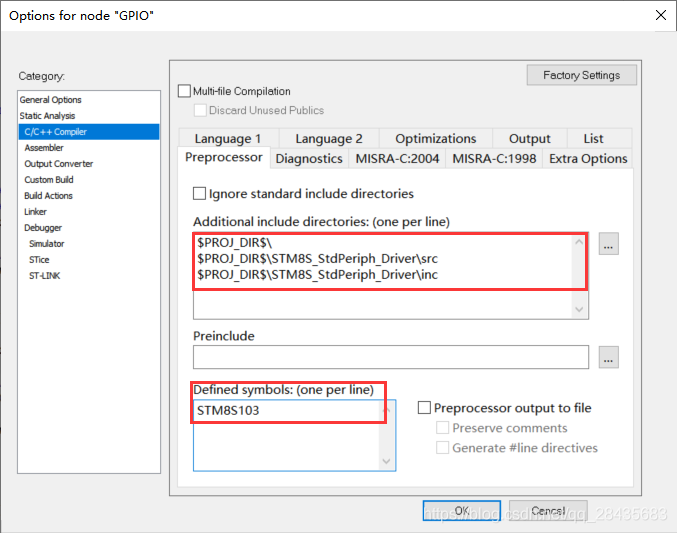 Options for node "GPIO"
Category:
General Options
Static Analysis
C/C++ Compiler
Assembler
Output Converter
Custom Build
Build Actions
Linker
Debugger
Simulator
STice
ST-LINK
Factory Settings
Multi-file Compilation
Discard Unused Publics
Language 1
Language 2
Optimizations
Output
List
Preprocessor
Diagnostics
MISRA-C:2004
MISRA-C:1998
Extra Options
Ignore standard include directories
Additional include directories: (one per line)
$PROJ_DIR$\
$PROJ_DIR$\STM8S_StdPeriph_Driver\src
$PROJ_DIR$\STM8S_StdPeriph_Driver\inc
...
Preinclude
...
Defined symbols: (one per line)
STM8S103
Preprocessor output to file
Preserve comments
Generate #line directives
OK
Cancel
https://blog.csdn.net/qq_28435683